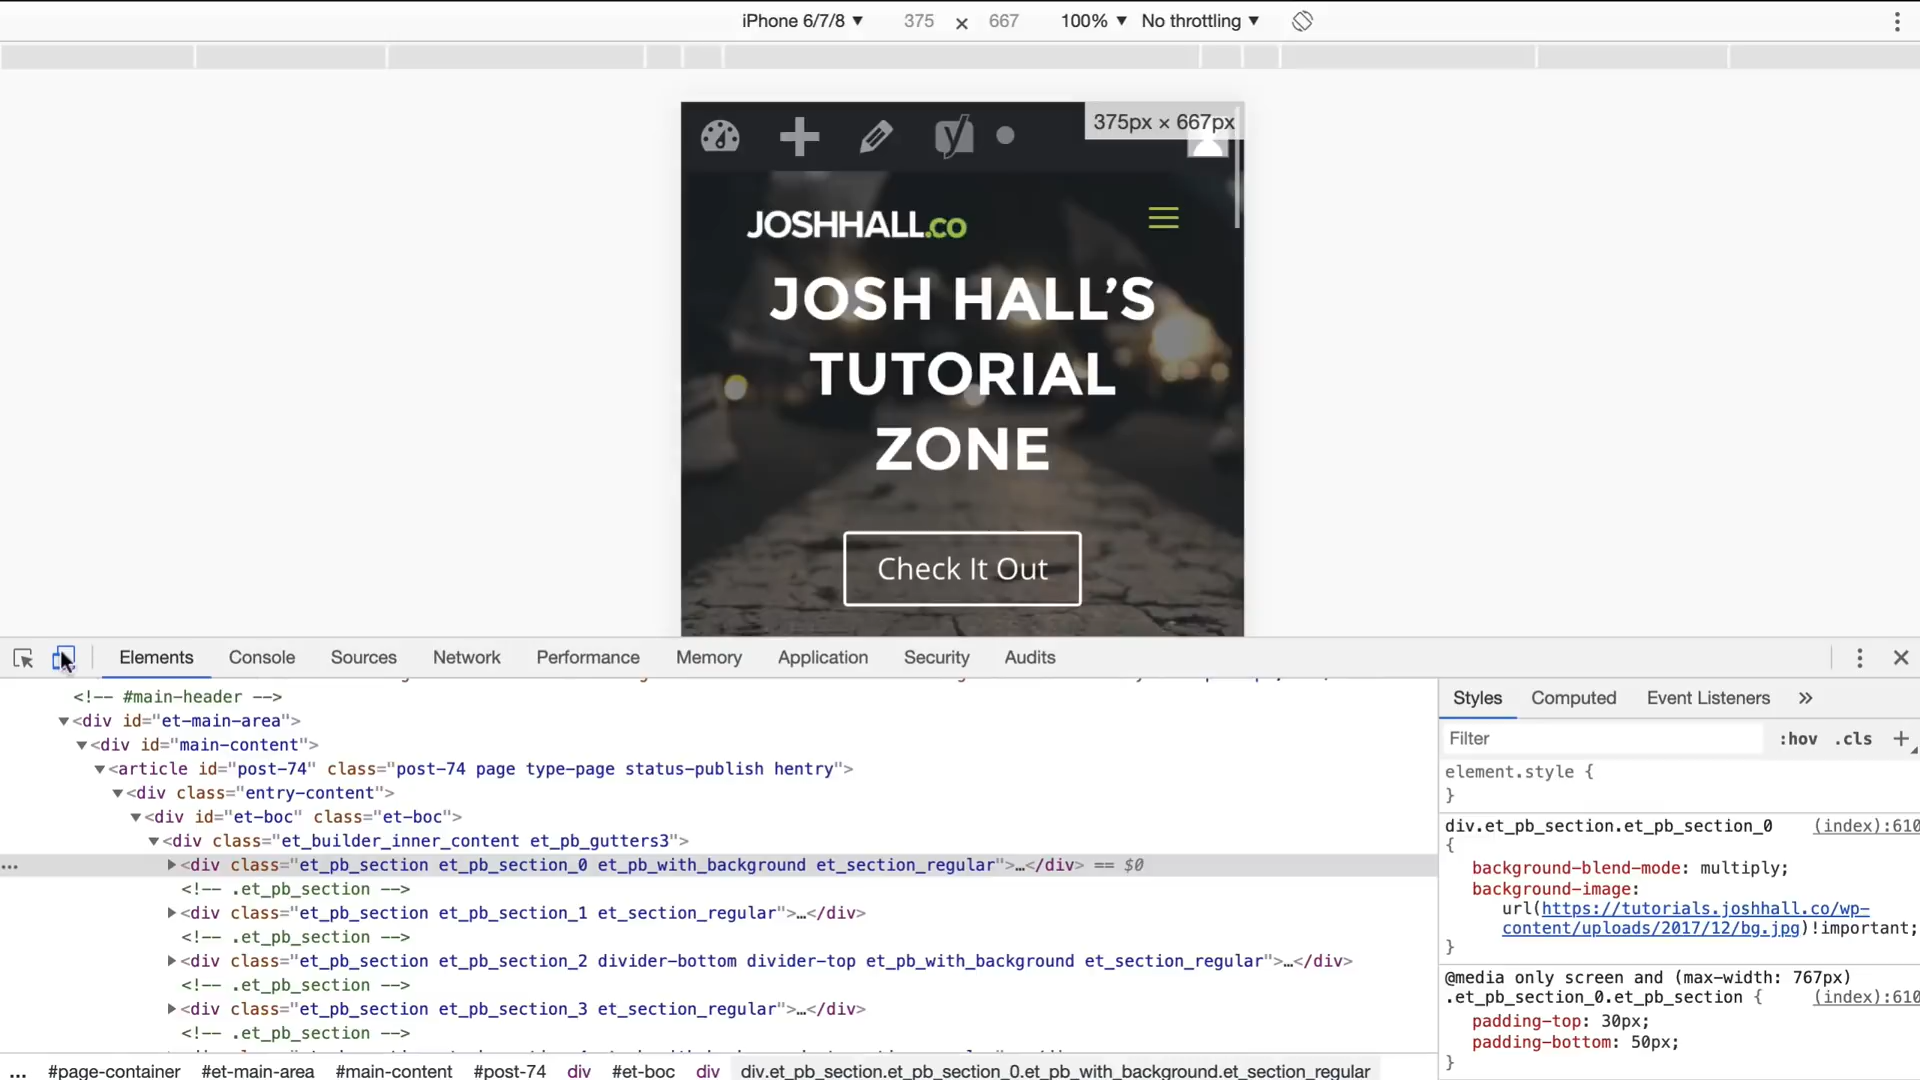 iPhone 6/7/8 ▼ 375 × 667 100% ▼ No throttling ▼
375px × 667px
JOSHHALL.CO
JOSH HALL’S
TUTORIAL
ZONE
Check It Out
Elements Console Sources Network Performance Memory Application Security Audits
<!-- #main-header -->
▼<div id="et-main-area">
▼<div id="main-content">
▼<article id="post-74" class="post-74 page type-page status-publish hentry">
▼<div class="entry-content">
▼<div id="et-boc" class="et-boc">
▼<div class="et_builder_inner_content et_pb_gutters3">
… ▶<div class="et_pb_section et_pb_section_0 et_pb_with_background et_section_regular">…</div> == $0
<!-- .et_pb_section -->
▶<div class="et_pb_section et_pb_section_1 et_section_regular">…</div>
<!-- .et_pb_section -->
▶<div class="et_pb_section et_pb_section_2 divider-bottom divider-top et_pb_with_background et_section_regular">…</div>
<!-- .et_pb_section -->
▶<div class="et_pb_section et_pb_section_3 et_section_regular">…</div>
<!-- .et_pb_section -->
… #page-container #et-main-area #main-content #post-74 div #et-boc div div.et_pb_section.et_pb_section_0.et_pb_with_background.et_section_regular
Styles Computed Event Listeners »
Filter :hov .cls +
element.style {
}
div.et_pb_section.et_pb_section_0 (index):610
{
background-blend-mode: multiply;
background-image:
url(https://tutorials.joshhall.co/wp-
content/uploads/2017/12/bg.jpg)!important;
}
@media only screen and (max-width: 767px)
.et_pb_section_0.et_pb_section { (index):610
padding-top: 30px;
padding-bottom: 50px;
}